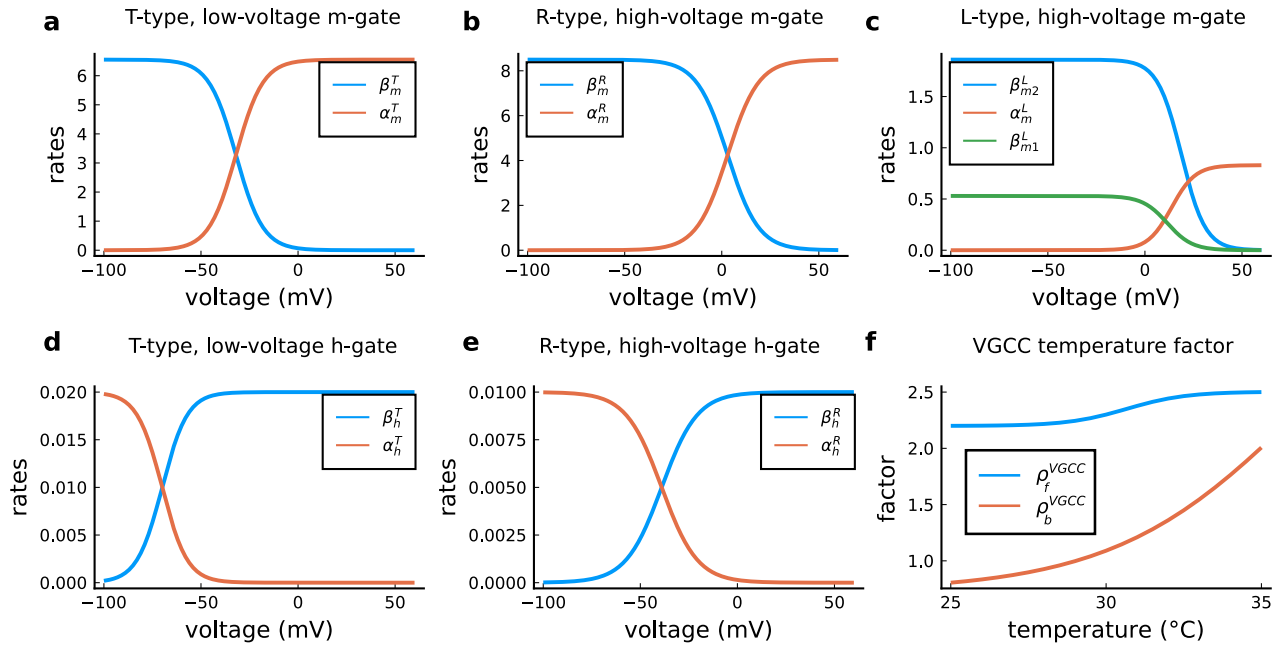 a
T-type, low-voltage m-gate
rates
6
5
4
3
2
1
0
−100
−50
0
50
voltage (mV)
β_m^T
α_m^T
b
R-type, high-voltage m-gate
rates
8
6
4
2
0
−100
−50
0
50
voltage (mV)
β_m^R
α_m^R
c
L-type, high-voltage m-gate
rates
1.5
1.0
0.5
0.0
−100
−50
0
50
voltage (mV)
β_m2^L
α_m^L
β_m1^L
d
T-type, low-voltage h-gate
rates
0.020
0.015
0.010
0.005
0.000
−100
−50
0
50
voltage (mV)
β_h^T
α_h^T
e
R-type, high-voltage h-gate
rates
0.0100
0.0075
0.0050
0.0025
0.0000
−100
−50
0
50
voltage (mV)
β_h^R
α_h^R
f
VGCC temperature factor
factor
2.5
2.0
1.5
1.0
25
30
35
temperature (°C)
ρ_f^VGCC
ρ_b^VGCC